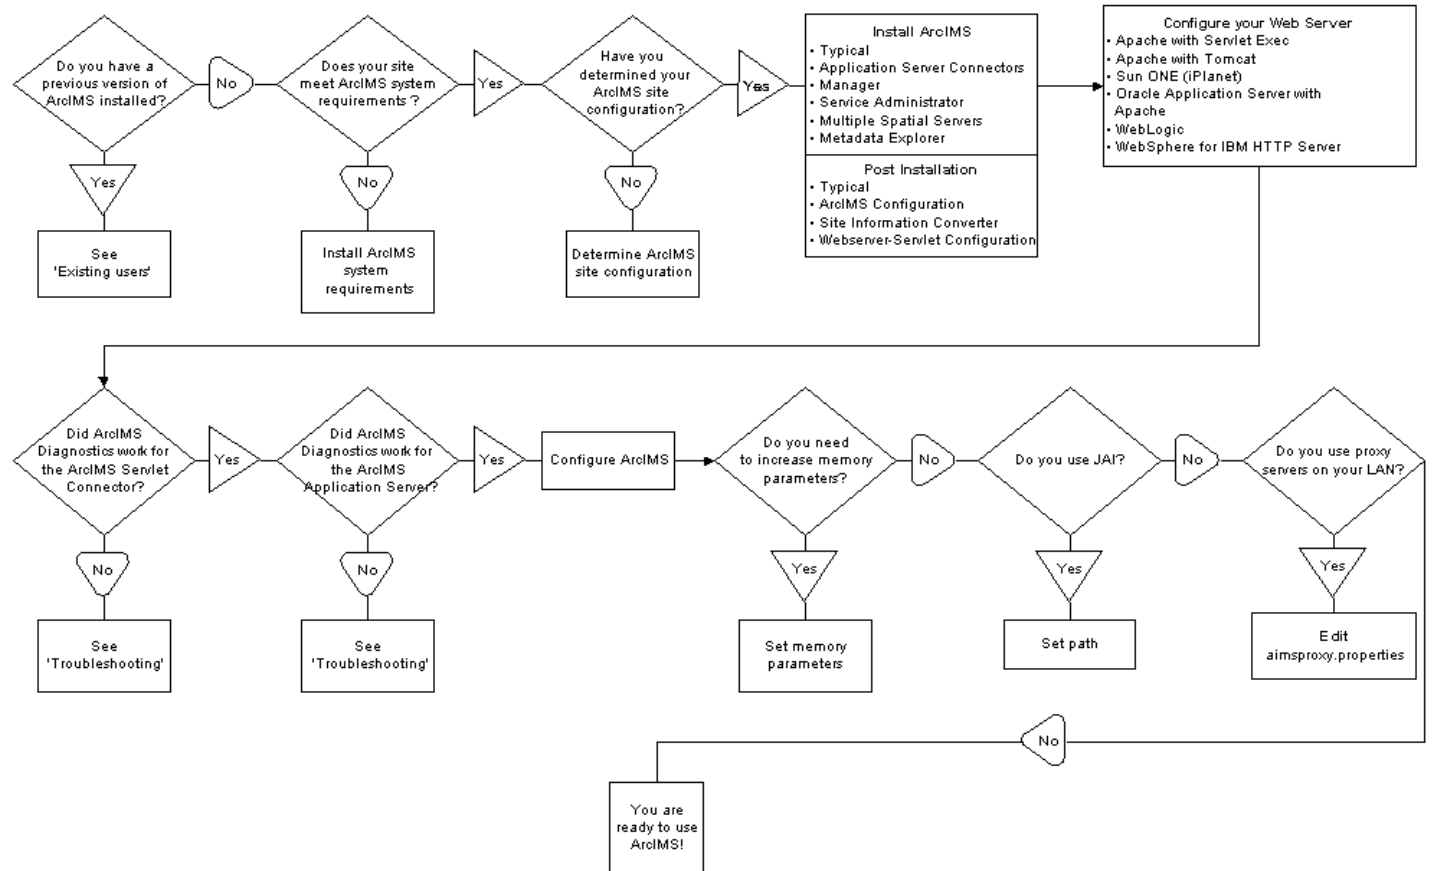 Do you have a
previous version of
ArcIMS installed?
No
Does your site
meet ArcIMS system
requirements ?
Yes
Have you
determined your
ArcIMS site
configuration?
Yes
Install ArcIMS
• Typical
• Application Server Connectors
• Manager
• Service Administrator
• Multiple Spatial Servers
• Metadata Explorer
Post Installation
• Typical
• ArcIMS Configuration
• Site Information Converter
• Webserver-Servlet Configuration
Configure your Web Server
• Apache with Servlet Exec
• Apache with Tomcat
• Sun ONE (iPlanet)
• Oracle Application Server with
Apache
• WebLogic
• WebSphere for IBM HTTP Server
Yes
No
No
See
'Existing users'
Install ArcIMS
system
requirements
Determine ArcIMS
site configuration
Did ArcIMS
Diagnostics work for
the ArcIMS Servlet
Connector?
Yes
Did ArcIMS
Diagnostics work for
the ArcIMS
Application Server?
Yes
Configure ArcIMS
Do you need
to increase memory
parameters?
No
Do you use JAI?
No
Do you use proxy
servers on your LAN?
No
No
Yes
Yes
Yes
See
'Troubleshooting'
See
'Troubleshooting'
Set memory
parameters
Set path
Edit
aimsproxy.properties
No
You are
ready to use
ArcIMS!